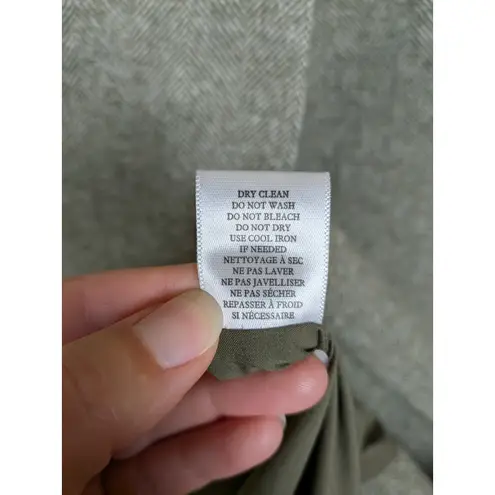 DRY CLEAN
DO NOT WASH
DO NOT BLEACH
DO NOT DRY
USE COOL IRON
IF NEEDED
NETTOYAGE À SEC
NE PAS LAVER
NE PAS JAVELLISER
NE PAS SÉCHER
REPASSER À FROID
SI NÉCESSAIRE